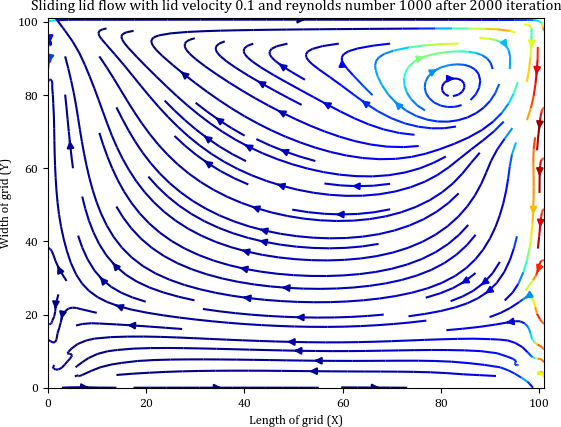 Sliding lid flow with lid velocity 0.1 and reynolds number 1000 after 2000 iteration
100
80
60
40
20
0
Width of grid (Y)
0 20 40 60 80 100
Length of grid (X)